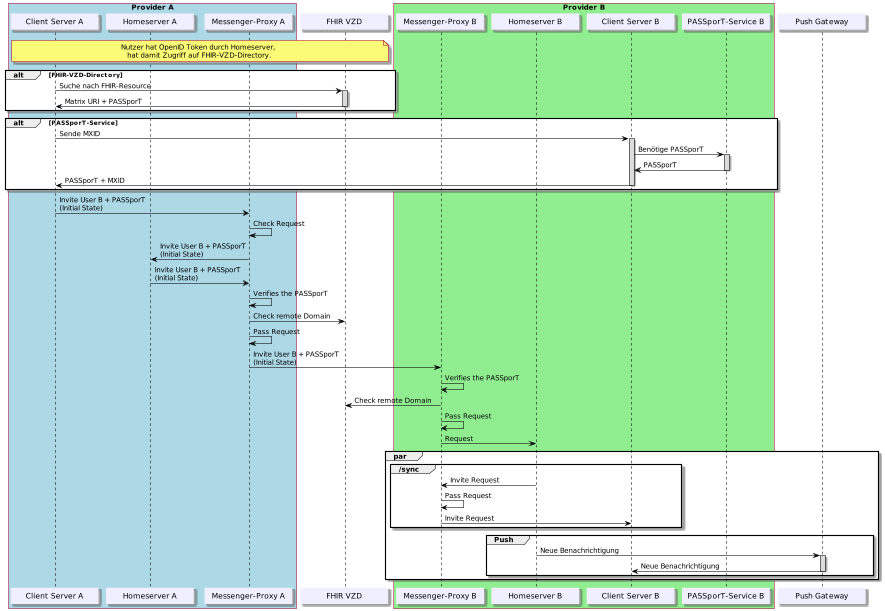 Provider A
Provider B
Client Server A
Homeserver A
Messenger-Proxy A
FHIR VZD
Messenger-Proxy B
Homeserver B
Client Server B
PASSporT-Service B
Push Gateway
Nutzer hat OpenID Token durch Homeserver,
hat damit Zugriff auf FHIR-VZD-Directory.
alt [FHIR-VZD-Directory]
Suche nach FHIR-Resource
Matrix URI + PASSporT
alt [PASSporT-Service]
Sende MXID
Benötige PASSporT
PASSporT
PASSporT + MXID
Invite User B + PASSporT
(Initial State)
Check Request
Invite User B + PASSporT
(Initial State)
Invite User B + PASSporT
(Initial State)
Verifies the PASSporT
Check remote Domain
Pass Request
Invite User B + PASSporT
(Initial State)
Verifies the PASSporT
Check remote Domain
Pass Request
Request
par
/sync
Invite Request
Pass Request
Invite Request
Push
Neue Benachrichtigung
Neue Benachrichtigung
Client Server A
Homeserver A
Messenger-Proxy A
FHIR VZD
Messenger-Proxy B
Homeserver B
Client Server B
PASSporT-Service B
Push Gateway